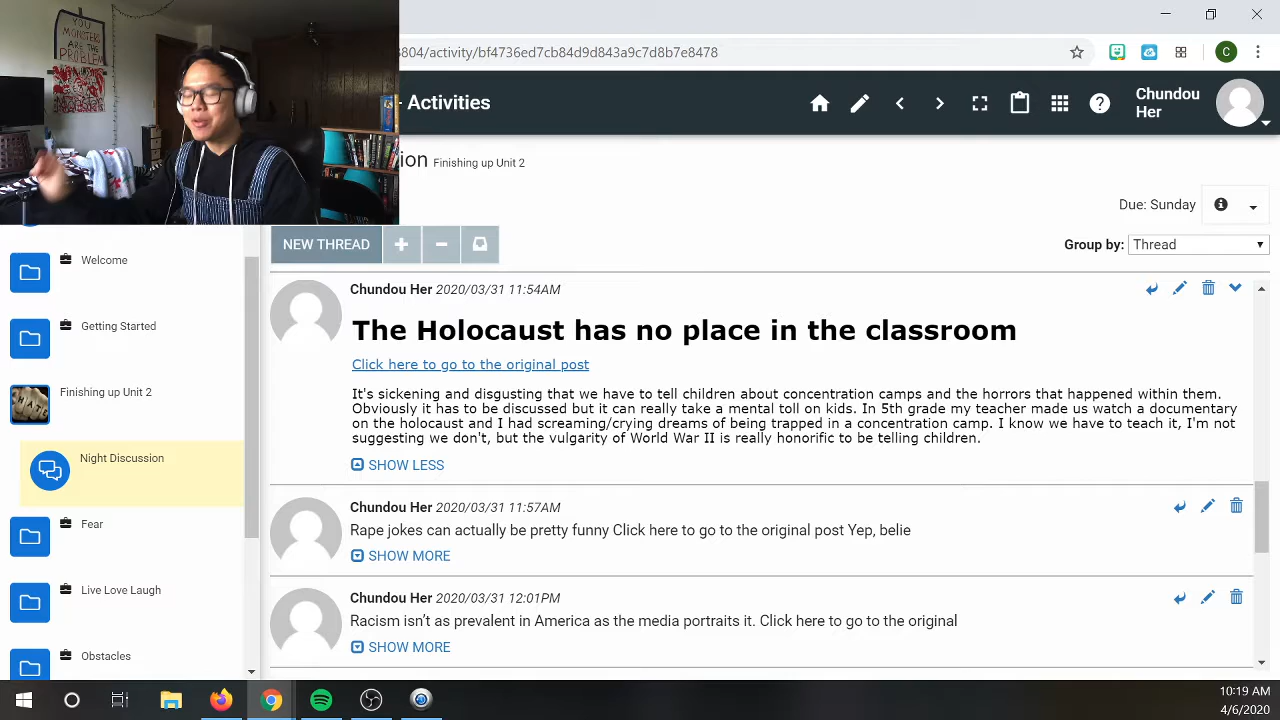 YOU
MONSTERS
ARE THE
PROBLEM
8804/activity/bf4736ed7cb84d9d843a9c7d8b7e8478
C
Activities
Chundou
Her
ion Finishing up Unit 2
Due: Sunday
NEW THREAD
Group by: Thread
Welcome
Getting Started
Finishing up Unit 2
HATE
Night Discussion
Fear
Live Love Laugh
Obstacles
Chundou Her 2020/03/31 11:54AM
The Holocaust has no place in the classroom
Click here to go to the original post
It's sickening and disgusting that we have to tell children about concentration camps and the horrors that happened within them.
Obviously it has to be discussed but it can really take a mental toll on kids. In 5th grade my teacher made us watch a documentary
on the holocaust and I had screaming/crying dreams of being trapped in a concentration camp. I know we have to teach it, I'm not
suggesting we don't, but the vulgarity of World War II is really honorific to be telling children.
SHOW LESS
Chundou Her 2020/03/31 11:57AM
Rape jokes can actually be pretty funny Click here to go to the original post Yep, belie
SHOW MORE
Chundou Her 2020/03/31 12:01PM
Racism isn’t as prevalent in America as the media portraits it. Click here to go to the original
SHOW MORE
10:19 AM
4/6/2020